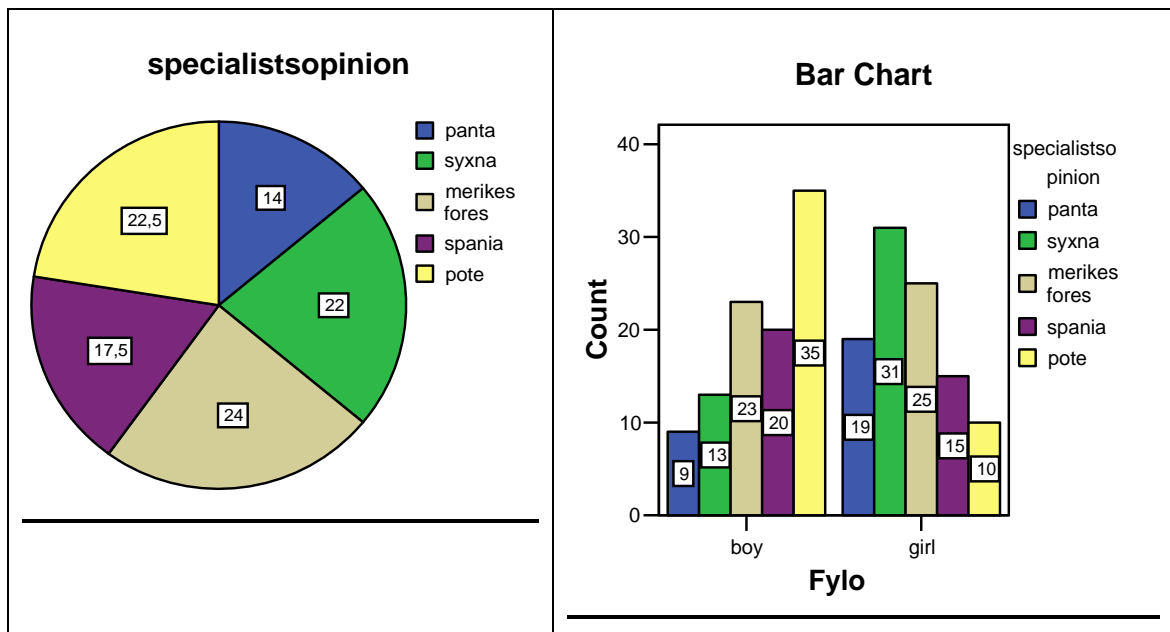 specialistsopinion
panta
syxna
merikes
fores
spania
pote
14
22
24
17,5
22,5
Bar Chart
Count
40
30
20
10
0
9
13
23
20
35
19
31
25
15
10
boy
girl
Fylo
specialistso
pinion
panta
syxna
merikes
fores
spania
pote